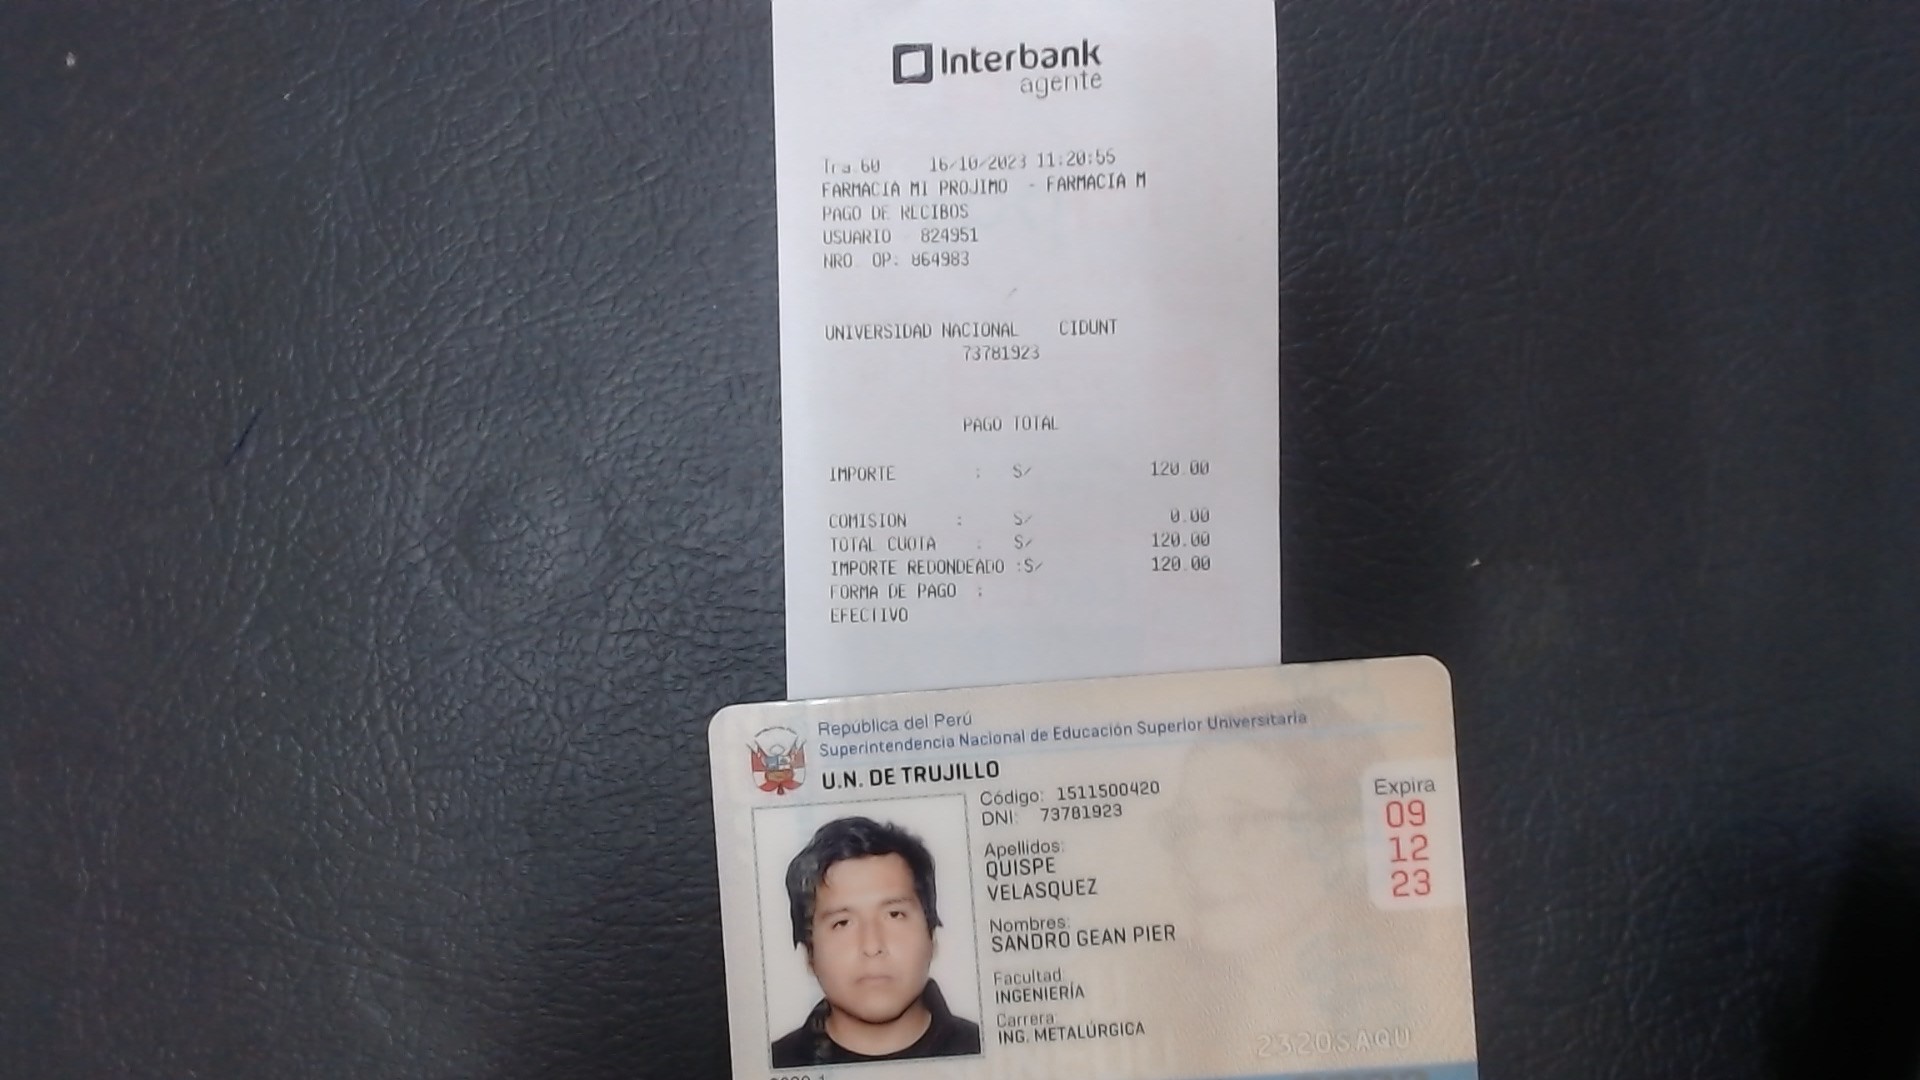 Interbank
agente
Tra.60 16/10/2023 11:20:55
FARMACIA MI PROJIMO - FARMACIA M
PAGO DE RECIBOS
USUARIO 824951
NRO. OP: 864983
UNIVERSIDAD NACIONAL CIDUNT
73781923
PAGO TOTAL
IMPORTE : S/ 120.00
COMISION : S/ 0.00
TOTAL CUOTA : S/ 120.00
IMPORTE REDONDEADO :S/ 120.00
FORMA DE PAGO :
EFECTIVO
República del Perú
Superintendencia Nacional de Educación Superior Universitaria
U.N. DE TRUJILLO
Código: 1511500420
DNI: 73781923
Apellidos:
QUISPE
VELASQUEZ
Nombres:
SANDRO GEAN PIER
Facultad
INGENIERÍA
Carrera:
ING. METALÚRGICA
Expira
09
12
23
2320SAQU